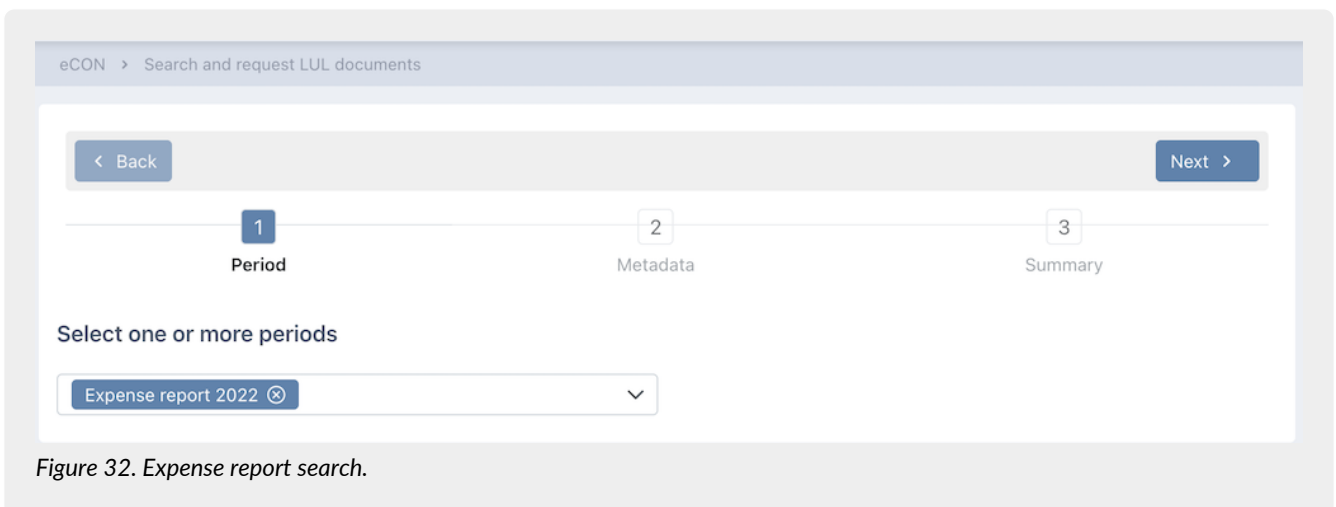 eCON > Search and request LUL documents
< Back
Next >
1
2
3
Period
Metadata
Summary
Select one or more periods
Expense report 2022
Figure 32. Expense report search.